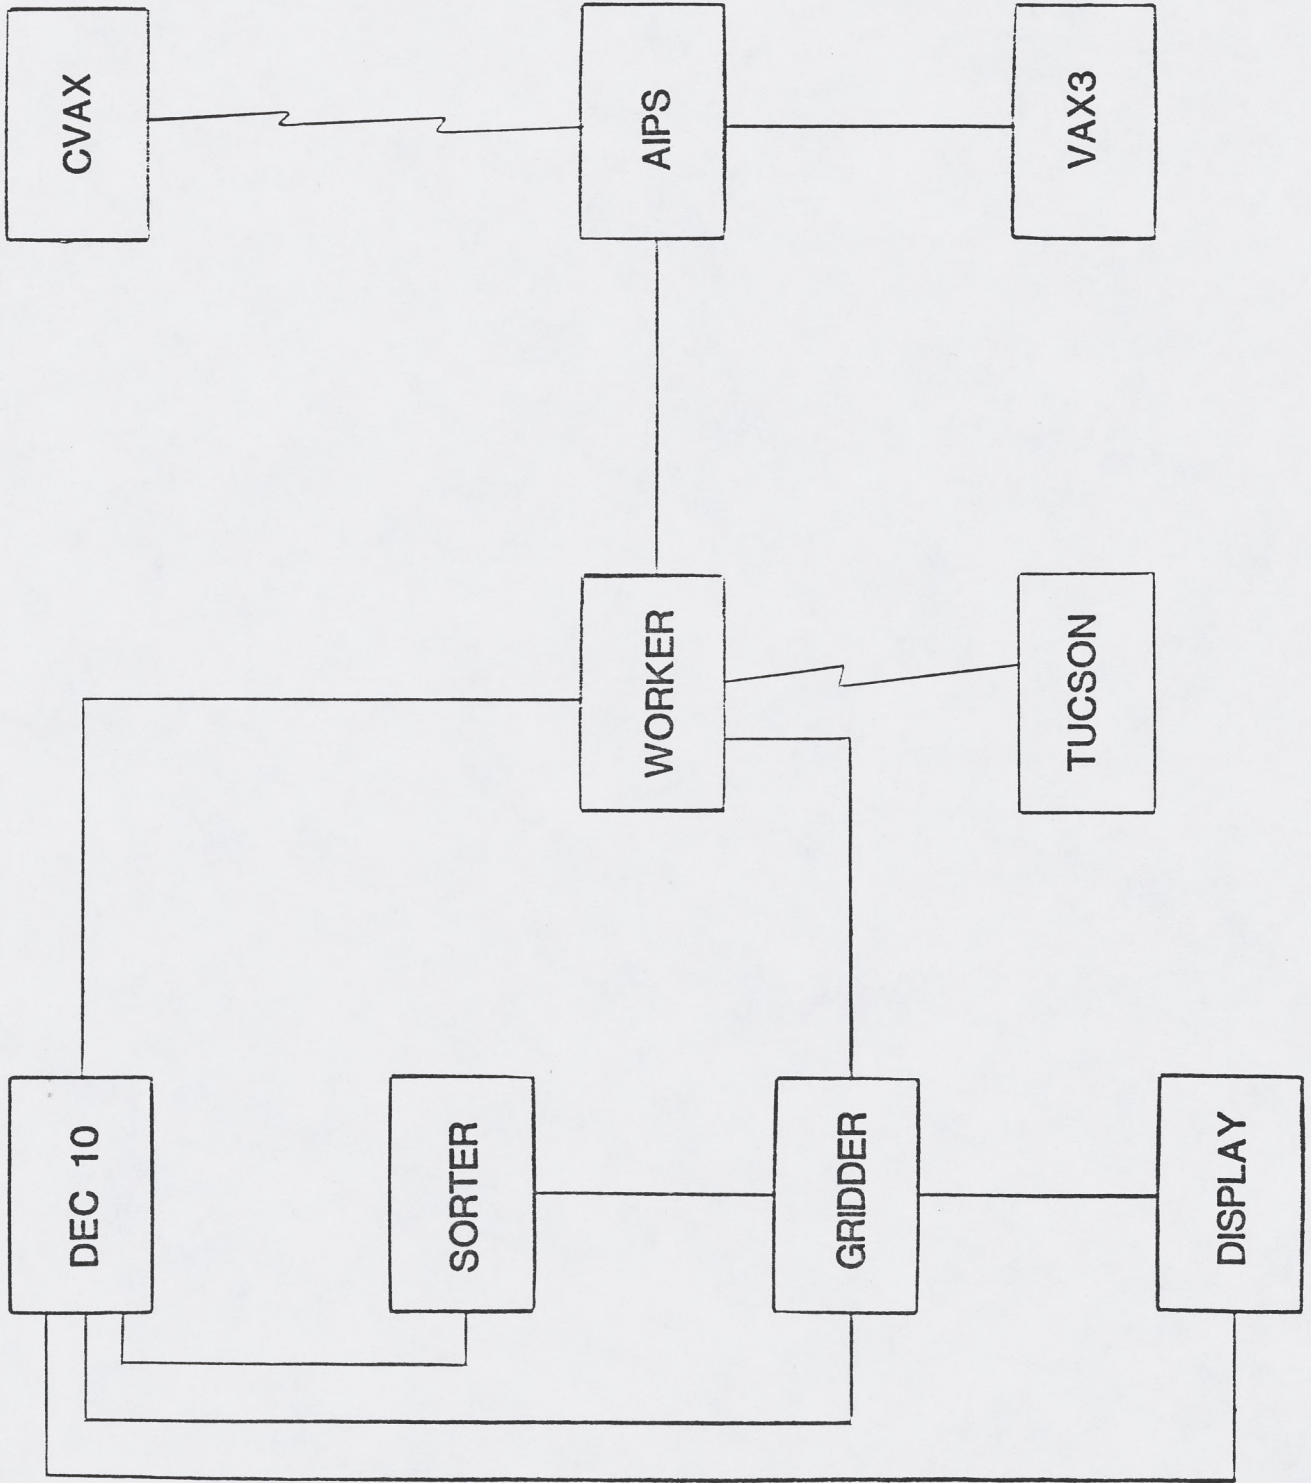 DEC 10
SORTER
GRIDDER
DISPLAY
WORKER
TUCSON
CVAX
AIPS
VAX3